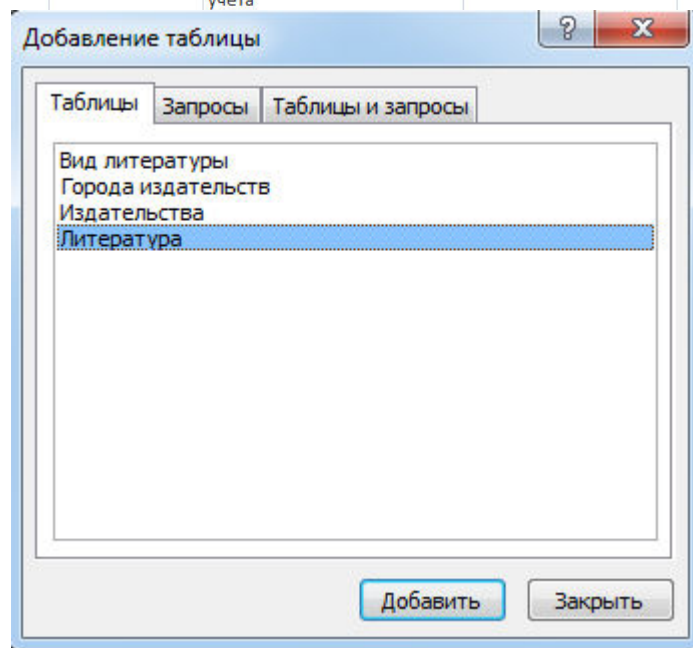 учета
Добавление таблицы
Таблицы Запросы Таблицы и запросы
Вид литературы
Города издательств
Издательства
Литература
Добавить Закрыть